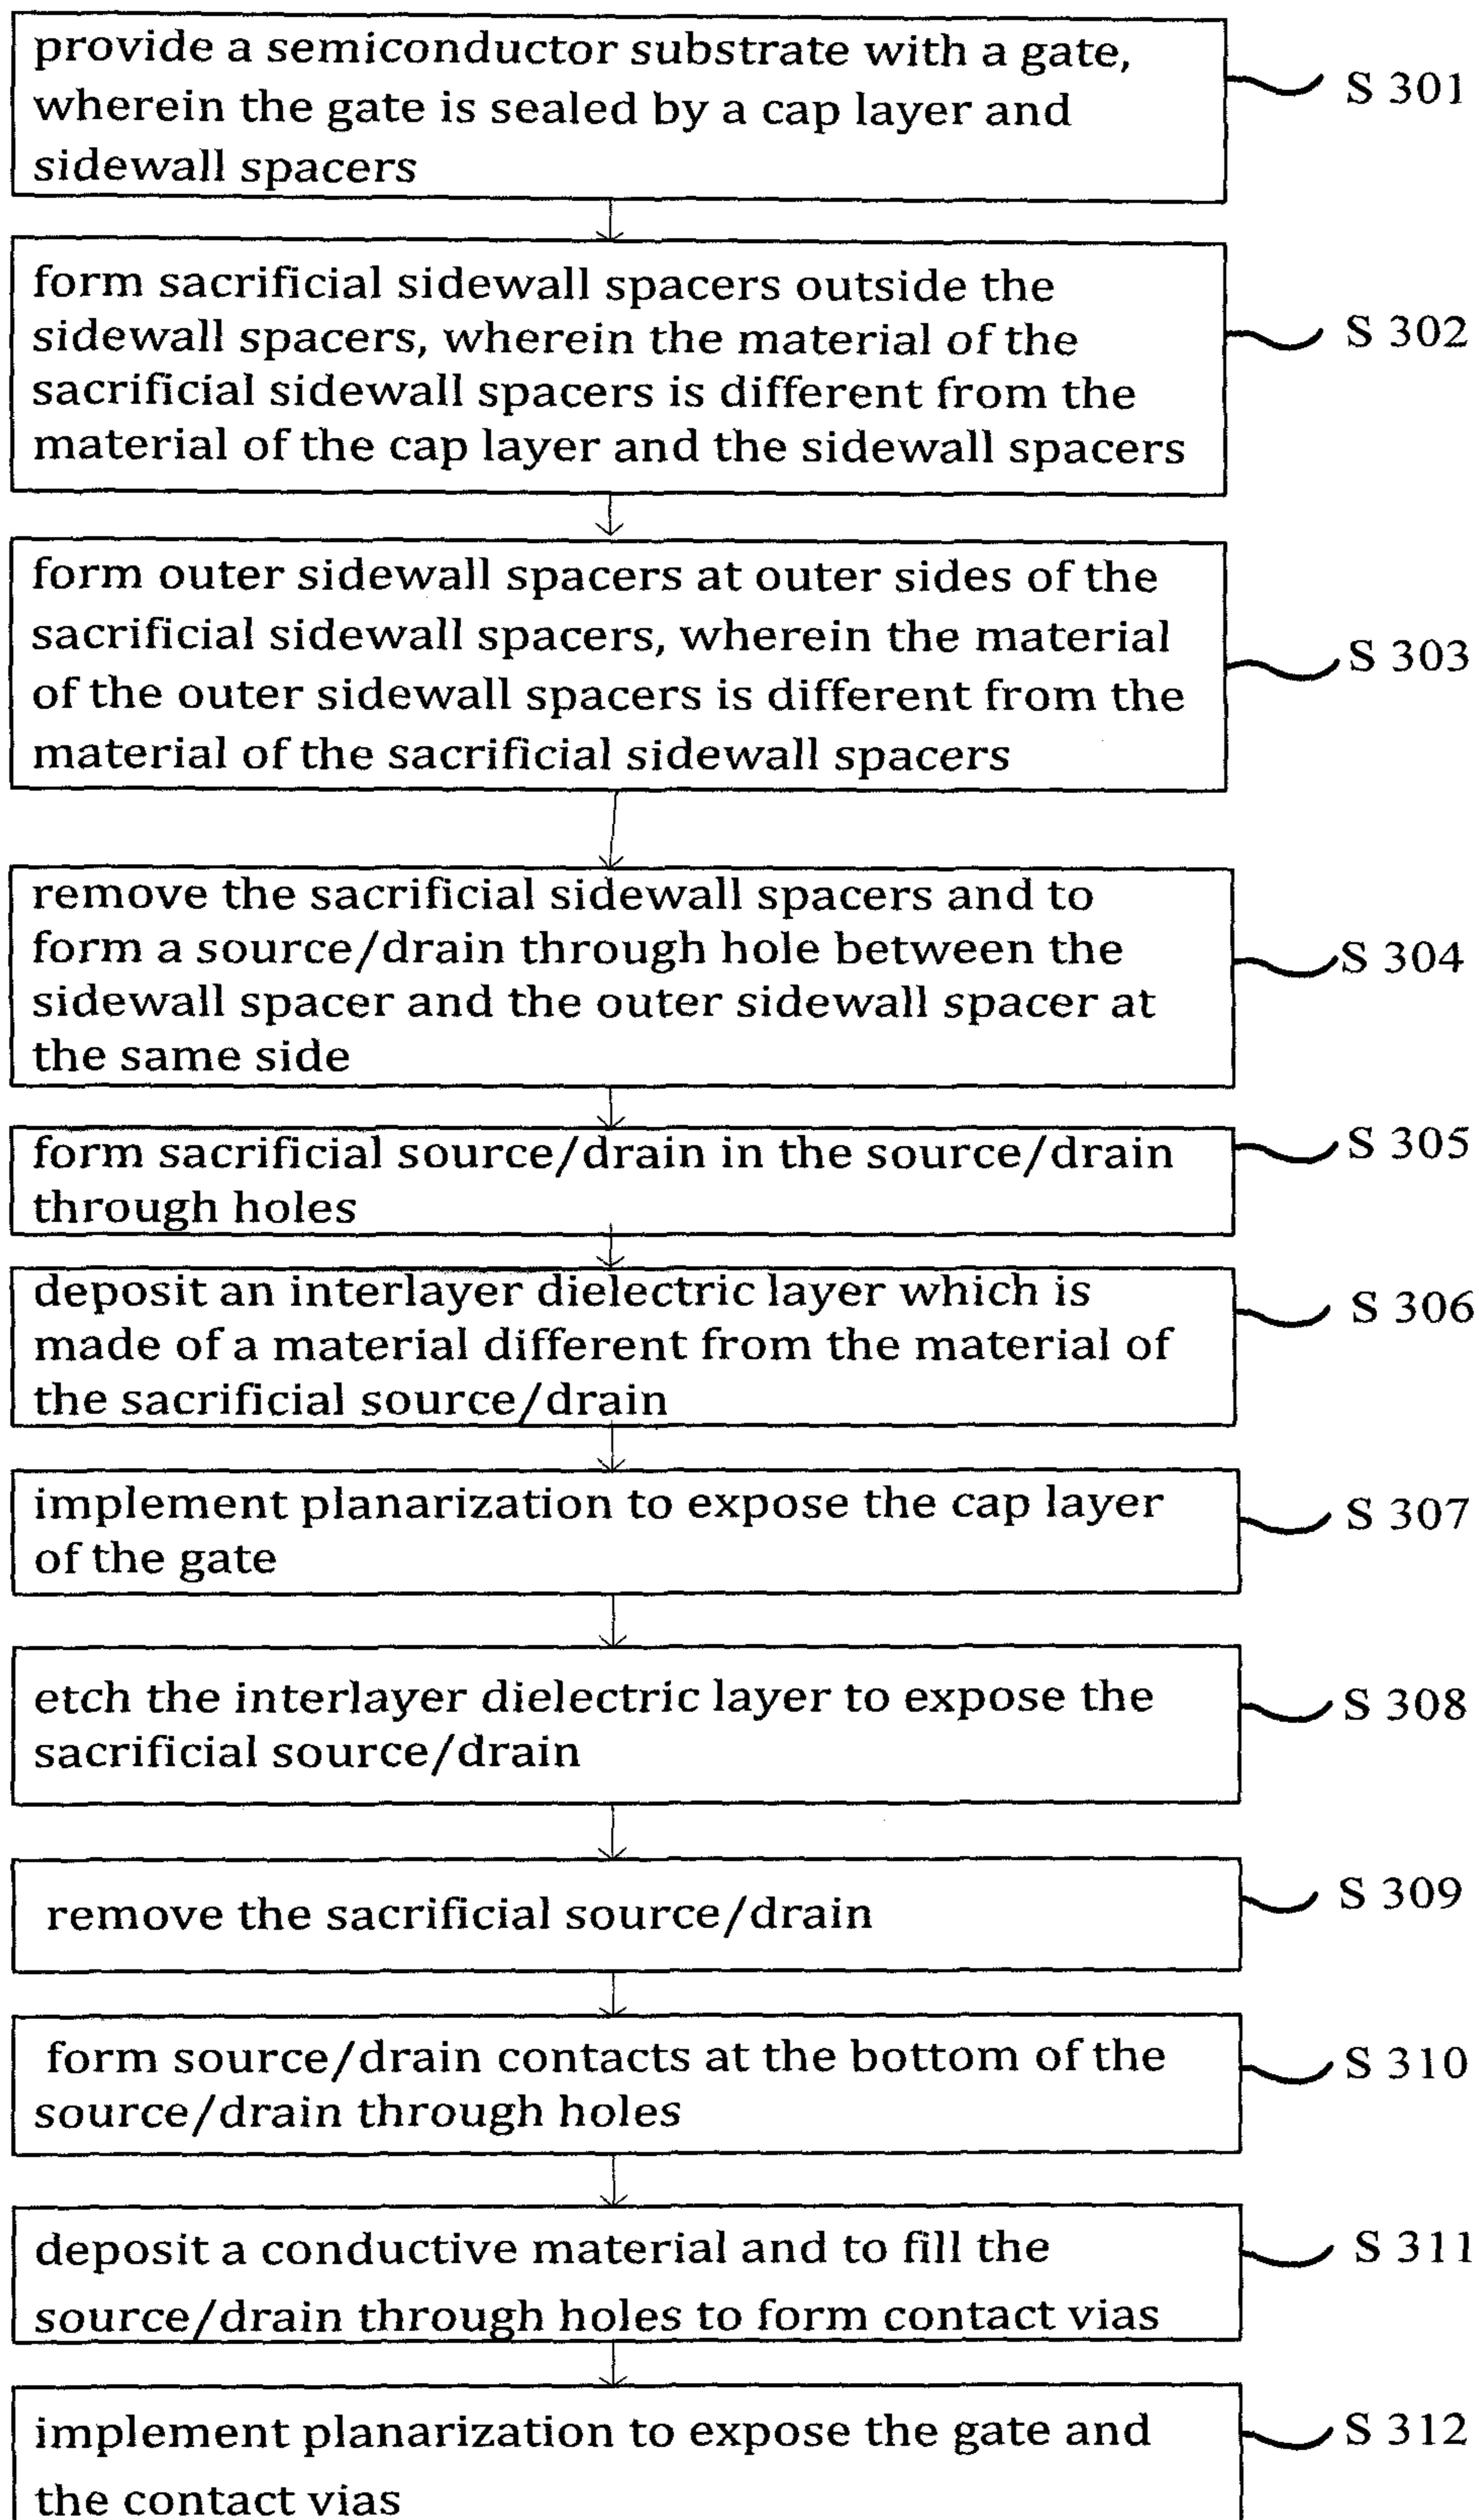 provide a semiconductor substrate with a gate,
wherein the gate is sealed by a cap layer and
sidewall spacers
S 301
form sacrificial sidewall spacers outside the
sidewall spacers, wherein the material of the
sacrificial sidewall spacers is different from the
material of the cap layer and the sidewall spacers
S 302
form outer sidewall spacers at outer sides of the
sacrificial sidewall spacers, wherein the material
of the outer sidewall spacers is different from the
material of the sacrificial sidewall spacers
S 303
remove the sacrificial sidewall spacers and to
form a source/drain through hole between the
sidewall spacer and the outer sidewall spacer at
the same side
S 304
form sacrificial source/drain in the source/drain
through holes
S 305
deposit an interlayer dielectric layer which is
made of a material different from the material of
the sacrificial source/drain
S 306
implement planarization to expose the cap layer
of the gate
S 307
etch the interlayer dielectric layer to expose the
sacrificial source/drain
S 308
remove the sacrificial source/drain
S 309
form source/drain contacts at the bottom of the
source/drain through holes
S 310
deposit a conductive material and to fill the
source/drain through holes to form contact vias
S 311
implement planarization to expose the gate and
the contact vias
S 312